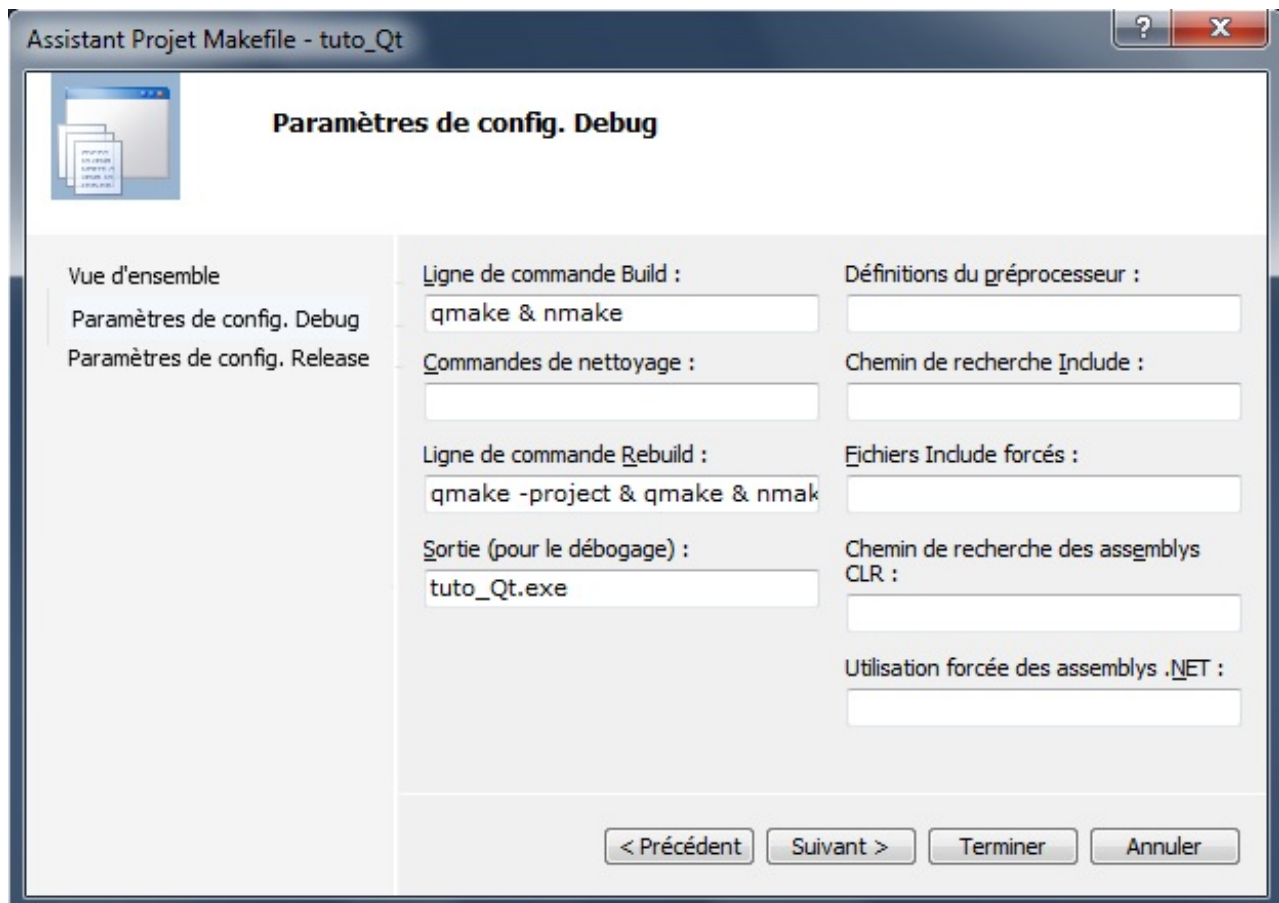 Assistant Projet Makefile - tuto_Qt
?
X
Paramètres de config. Debug
Vue d'ensemble
Paramètres de config. Debug
Paramètres de config. Release
Ligne de commande Build :
qmake & nmake
Commandes de nettoyage :
Ligne de commande Rebuild :
qmake -project & qmake & nmak
Sortie (pour le débogage) :
tuto_Qt.exe
Définitions du préprocesseur :
Chemin de recherche Include :
Fichiers Include forcés :
Chemin de recherche des assemblys
CLR :
Utilisation forcée des assemblys .NET :
< Précédent
Suivant >
Terminer
Annuler